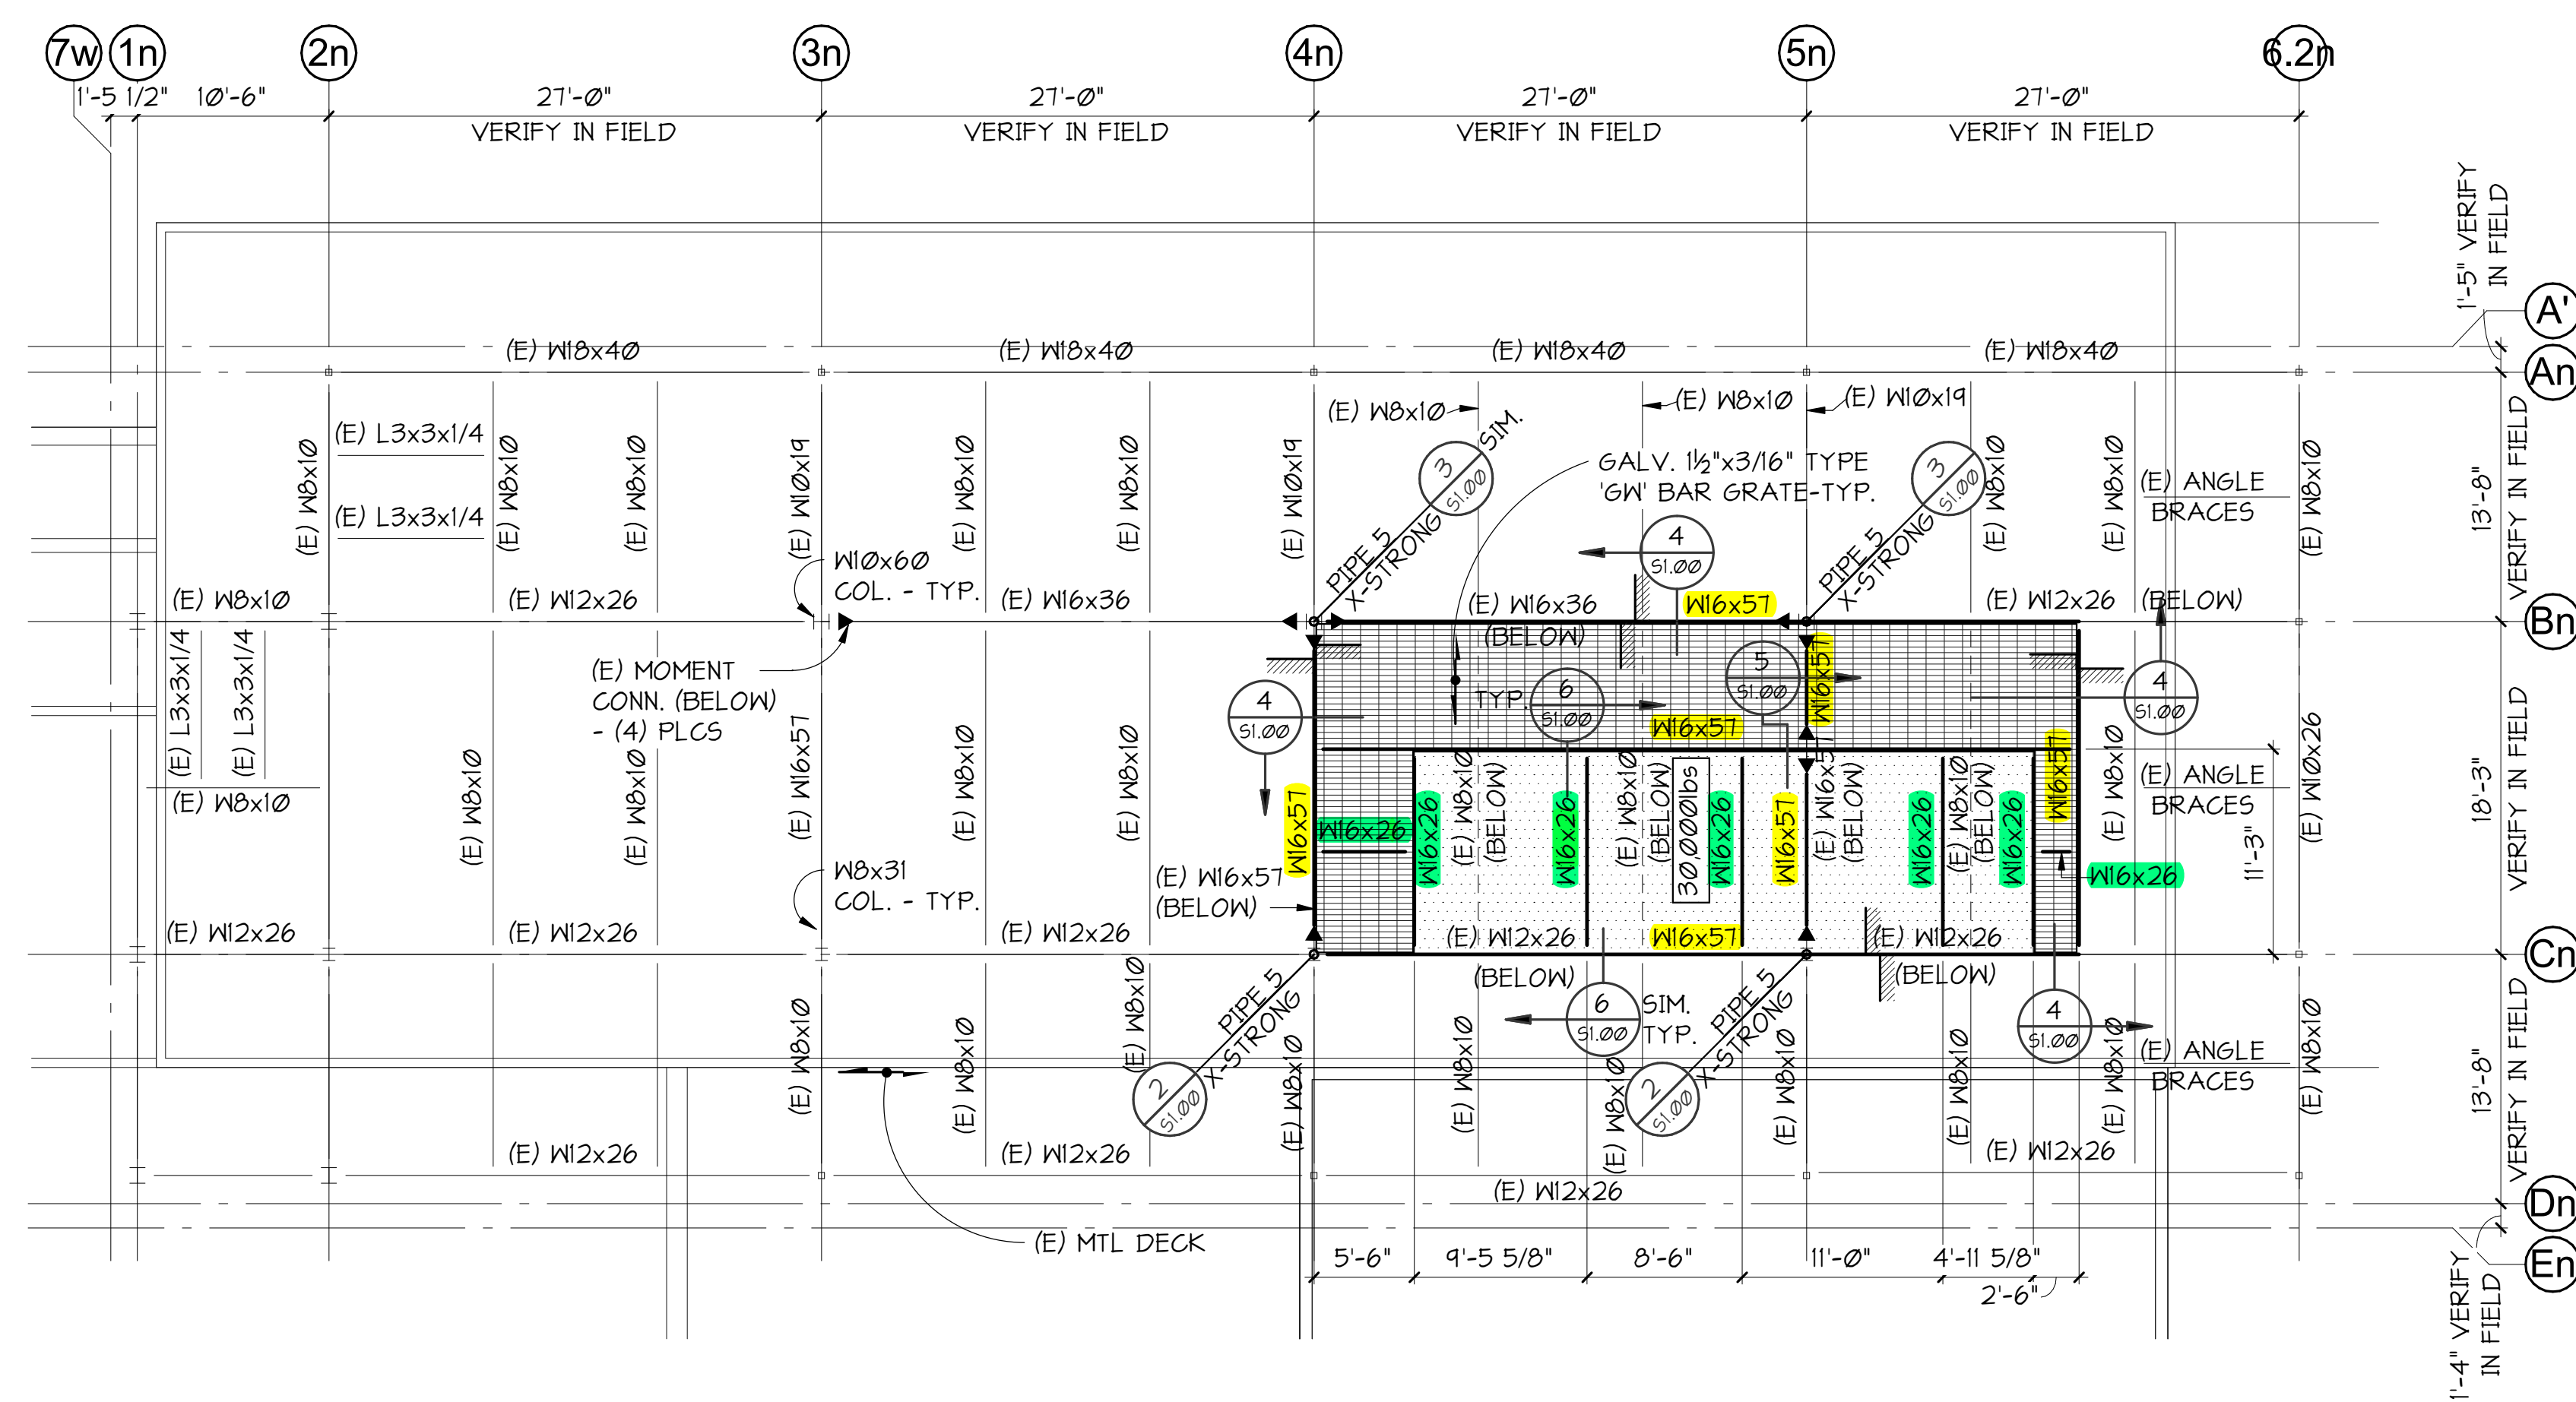 7w 1n 2n 3n 4n 5n 6.2n
1'-5 1/2" 10'-6" 27'-0" 27'-0" 27'-0" 27'-0"
VERIFY IN FIELD VERIFY IN FIELD VERIFY IN FIELD VERIFY IN FIELD
1'-5" VERIFY
IN FIELD
A'
(E) W18x40 (E) W18x40 (E) W18x40 (E) W18x40
An
(E) W8x10
(E) W8x10
(E) W10x19
SIM.
3
S1.00
3
S1.00
(E) L3x3x1/4
(E) L3x3x1/4
(E) W8x10
(E) W8x10
(E) W8x10
(E) W10x19
(E) W8x10
(E) W8x10
(E) W10x19
GALV. 1½"x3/16" TYPE
'GW' BAR GRATE-TYP.
(E) W8x10
(E) W8x10
(E) ANGLE
BRACES
(E) W8x10
13'-8"
VERIFY IN FIELD
PIPE 5
X-STRONG
PIPE 5
X-STRONG
4
S1.00
W10x60
COL. - TYP.
(E) W8x10 (E) W12x26 (E) W16x36
(E) W16x36
(BELOW)
W16x57
(E) W12x26 (BELOW)
Bn
(E) L3x3x1/4
(E) L3x3x1/4
(E) MOMENT
CONN. (BELOW)
- (4) PLCS
(E) W8x10
4
S1.00
TYP.
6
S1.00
5
S1.00
W16x57
W16x57
4
S1.00
(E) W8x10
(E) W8x10
(E) W16x57
(E) W8x10
(E) W8x10
W16x57
W16x26
W16x26
(E) W8x10
(BELOW)
W16x26
(E) W8x10
(BELOW)
30,000lbs
W16x26
W16x57
(E) W16x57
(BELOW)
W16x26
(E) W8x10
(BELOW)
W16x26
W16x57
W16x26
(E) W8x10
(E) ANGLE
BRACES
(E) W10x26
11'-3"
18'-3"
VERIFY IN FIELD
W8x31
COL. - TYP.
(E) W16x57
(BELOW)
(E) W12x26 (E) W12x26 (E) W12x26
(E) W12x26
(BELOW)
W16x57
(E) W12x26
(BELOW)
Cn
PIPE 5
X-STRONG
PIPE 5
X-STRONG
2
S1.00
2
S1.00
6
S1.00
SIM.
TYP.
4
S1.00
(E) W8x10
(E) W8x10
(E) W8x10
(E) W8x10
(E) W8x10
(E) W8x10
(E) W8x10
(E) W8x10
(E) W8x10
(E) ANGLE
BRACES
(E) W8x10
13'-8"
VERIFY IN FIELD
(E) W12x26 (E) W12x26 (E) W12x26
(E) W12x26
Dn
(E) MTL DECK
5'-6" 9'-5 5/8" 8'-6" 11'-0" 4'-11 5/8"
2'-6"
En
1'-4" VERIFY
IN FIELD